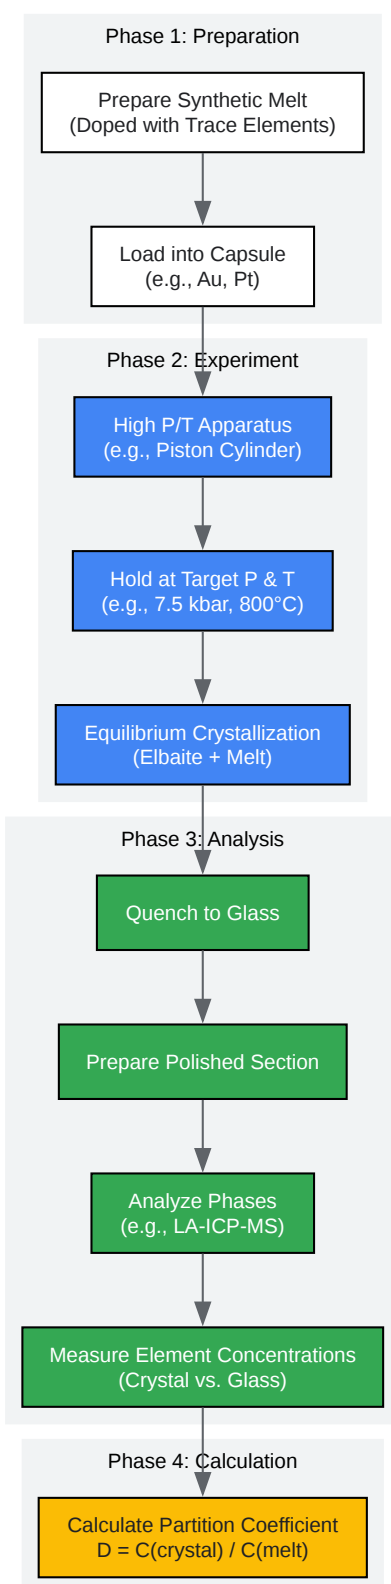 Phase 1: Preparation
Prepare Synthetic Melt
(Doped with Trace Elements)
Load into Capsule
(e.g., Au, Pt)
Phase 2: Experiment
High P/T Apparatus
(e.g., Piston Cylinder)
Hold at Target P & T
(e.g., 7.5 kbar, 800°C)
Equilibrium Crystallization
(Elbaite + Melt)
Phase 3: Analysis
Quench to Glass
Prepare Polished Section
Analyze Phases
(e.g., LA-ICP-MS)
Measure Element Concentrations
(Crystal vs. Glass)
Phase 4: Calculation
Calculate Partition Coefficient
D = C(crystal) / C(melt)